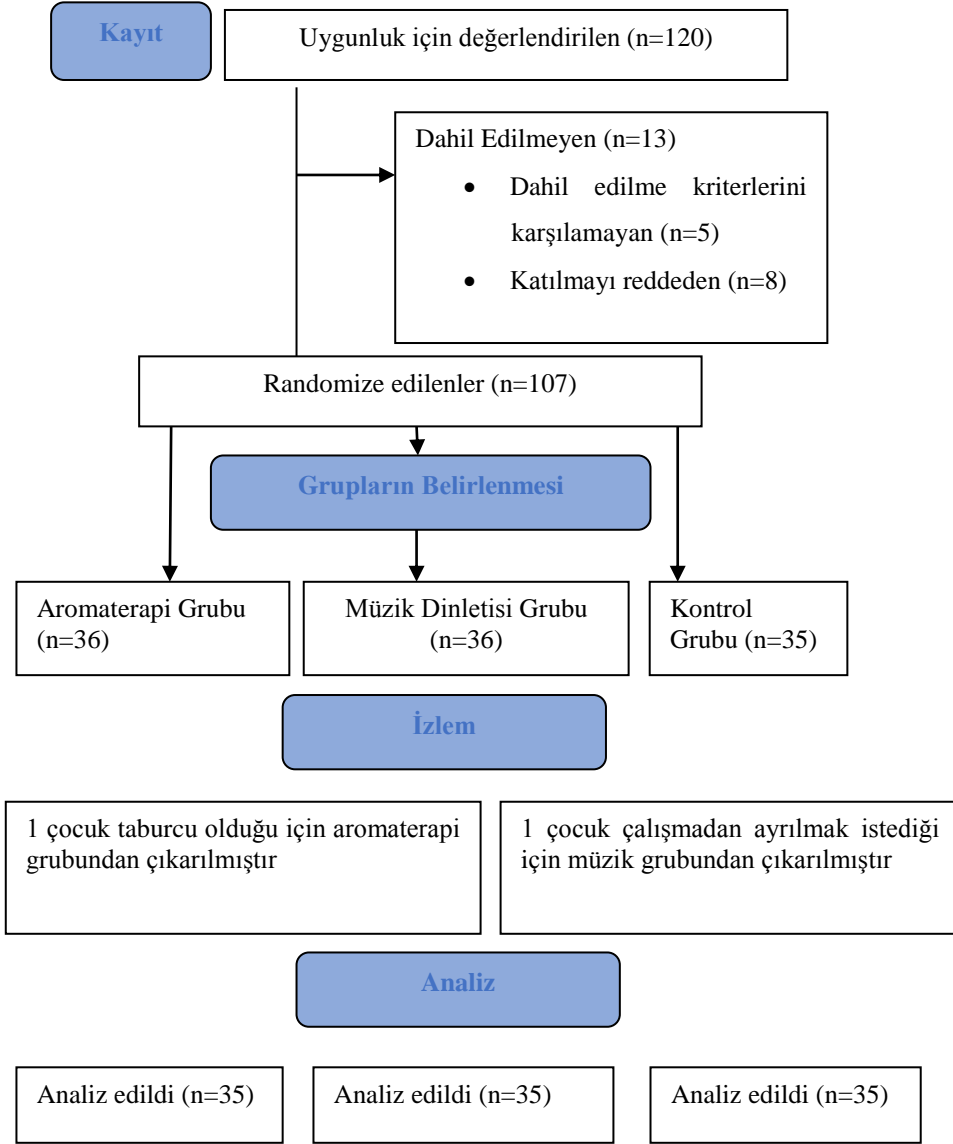 Kayıt
Uygunluk için değerlendirilen (n=120)
Dahil Edilmeyen (n=13)
• Dahil edilme kriterlerini
karşılamayan (n=5)
• Katılmayı reddeden (n=8)
Randomize edilenler (n=107)
Grupların Belirlenmesi
Aromaterapi Grubu
(n=36)
Müzik Dinletisi Grubu
(n=36)
Kontrol
Grubu (n=35)
İzlem
1 çocuk taburcu olduğu için aromaterapi
grubundan çıkarılmıştır
1 çocuk çalışmadan ayrılmak istediği
için müzik grubundan çıkarılmıştır
Analiz
Analiz edildi (n=35)
Analiz edildi (n=35)
Analiz edildi (n=35)